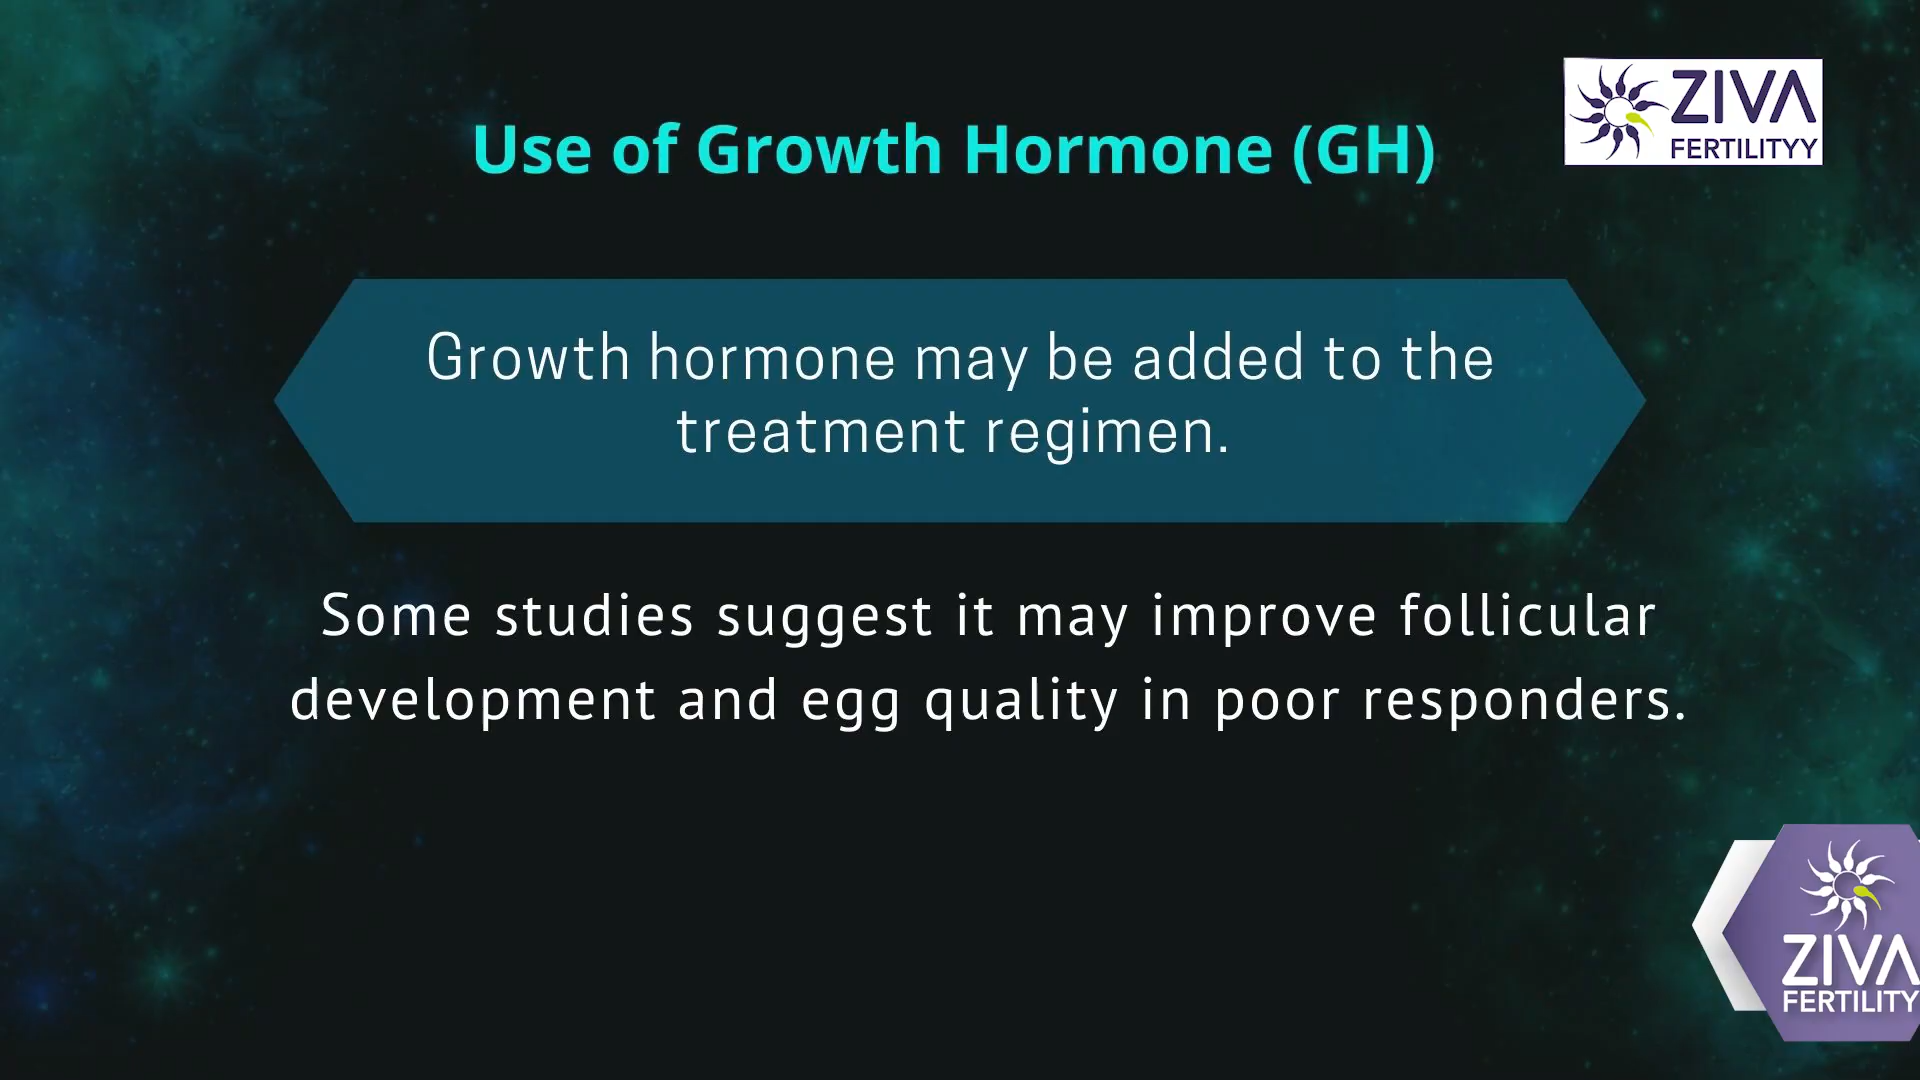 ZIVA
FERTILITYY
Use of Growth Hormone (GH)
Growth hormone may be added to the
treatment regimen.
Some studies suggest it may improve follicular
development and egg quality in poor responders.
ZIVA
FERTILITY